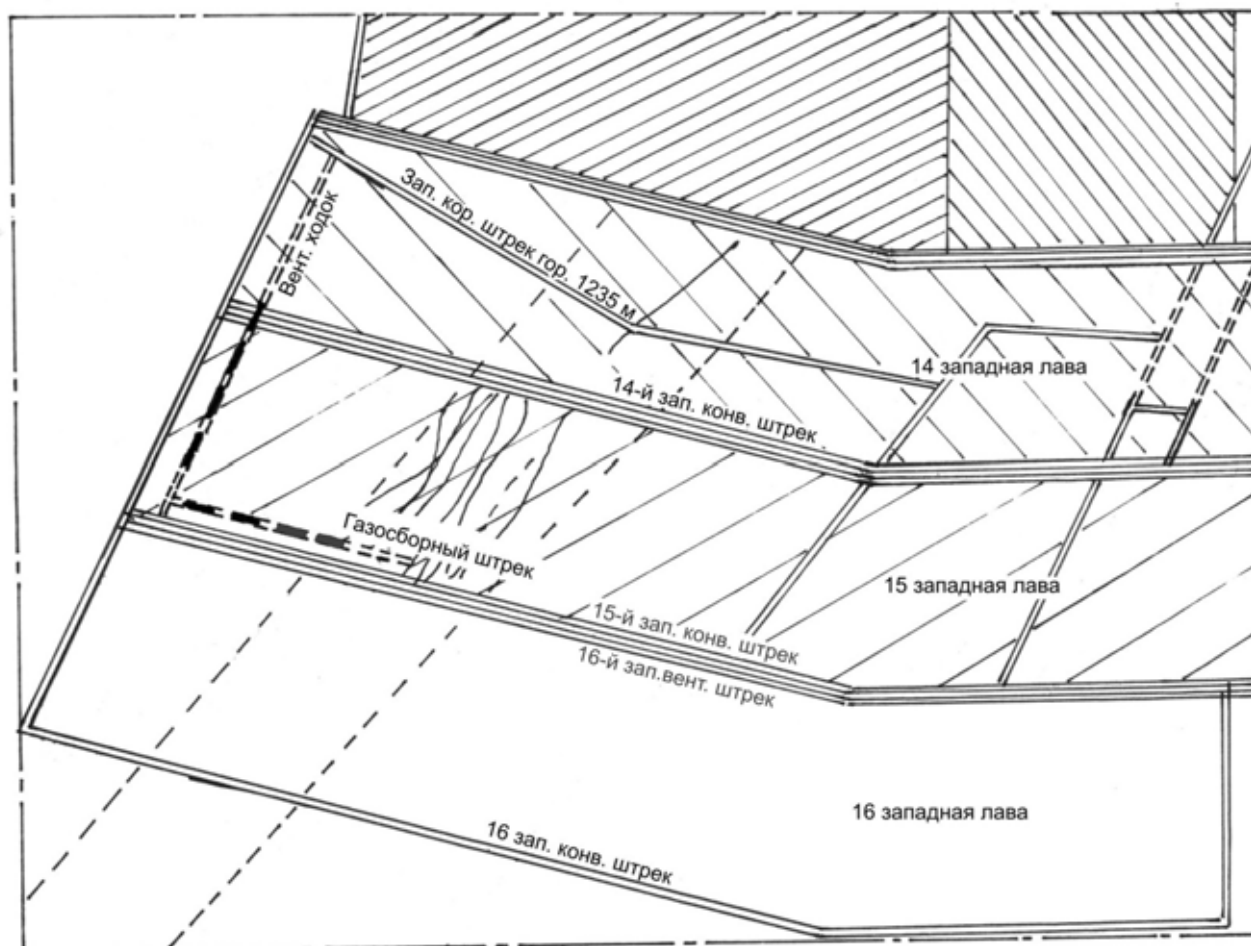 Зап. кор. штрек гор. 1235 м
Вент. ходок
14 западная лава
14-й зап. конв. штрек
Газосборный штрек
15 западная лава
15-й зап. конв. штрек
16-й зап.вент. штрек
16 западная лава
16 зап. конв. штрек